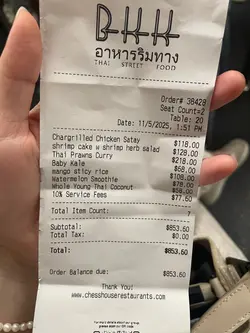 BKK
อาหารริมทาง
THAI STREET FOOD
Order# 38429
Seat Count=2
Table: 20
Date: 11/5/2025, 1:51 PM
Chargrilled Chicken Satay $118.00
shrimp cake w shrimp herb salad $128.00
Thai Prawns Curry $218.00
Baby Kale $68.00
mango sticy rice $108.00
Watermelon Smoothie $78.00
Whole Young Thai Coconut $58.00
10% Service Fees $77.60
Total Item Count: 7
Subtotal: $853.60
Total Tax: $0.00
Total: $853.60
Order Balance due: $853.60
Thank You!
www.chesshouserestaurants.com